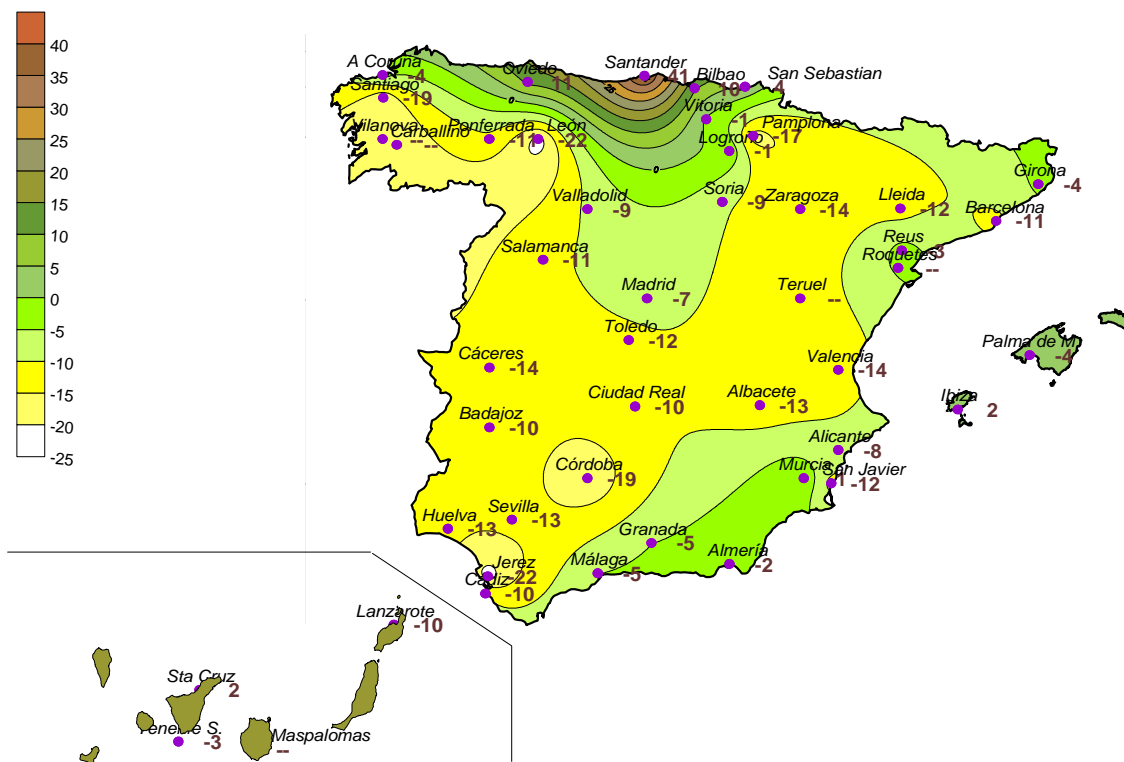 40
35
30
25
20
15
10
5
0
-5
-10
-15
-20
-25
A Coruña -4
Santiago -19
Oviedo 11
Santander 41
Bilbao 10
San Sebastian 4
Vitoria -1
Pamplona -17
Logroño -1
Vilanova --
Carballino --
Ponferrada -11
León -22
Valladolid -9
Soria -9
Zaragoza -14
Lleida -12
Girona -4
Barcelona -11
Reus 3
Roquetes --
Salamanca -11
Madrid -7
Teruel --
Toledo -12
Cáceres -14
Valencia -14
Palma de M. -4
Ibiza 2
Ciudad Real -10
Albacete -13
Badajoz -10
Alicante -8
Murcia
San Javier -12
Córdoba -19
Sevilla -13
Huelva -13
Granada -5
Almería -2
Málaga -5
Jerez -22
Cádiz -10
Lanzarote -10
Sta Cruz 2
Tenerife S. -3
Maspalomas --
0
0